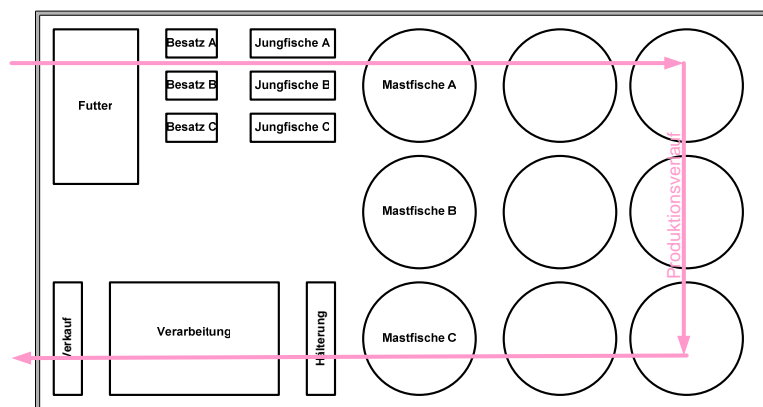 Besatz A
Jungfische A
Futter
Besatz B
Jungfische B
Mastfische A
Besatz C
Jungfische C
Mastfische B
Produktionsverlauf
Verkauf
Verarbeitung
Hälterung
Mastfische C